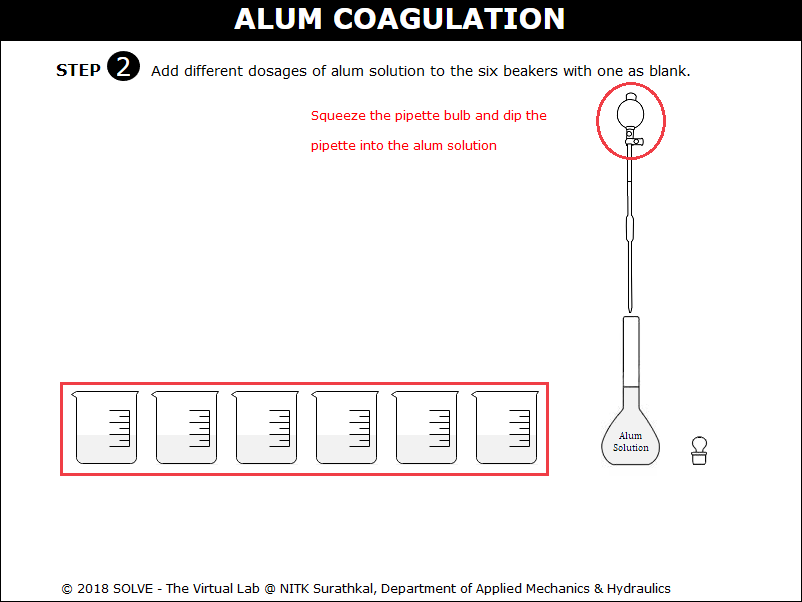 ALUM COAGULATION
STEP 2 Add different dosages of alum solution to the six beakers with one as blank.
Squeeze the pipette bulb and dip the
pipette into the alum solution
Alum
Solution
© 2018 SOLVE - The Virtual Lab @ NITK Surathkal, Department of Applied Mechanics & Hydraulics